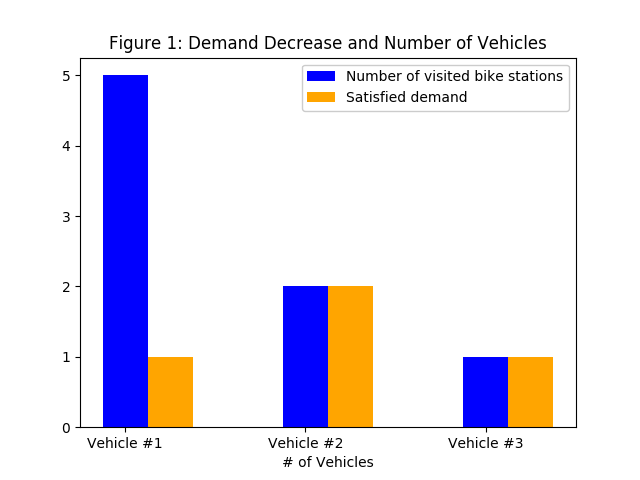 Figure 1: Demand Decrease and Number of Vehicles
Number of visited bike stations
Satisfied demand
5
4
3
2
1
0
Vehicle #1 Vehicle #2 Vehicle #3
# of Vehicles